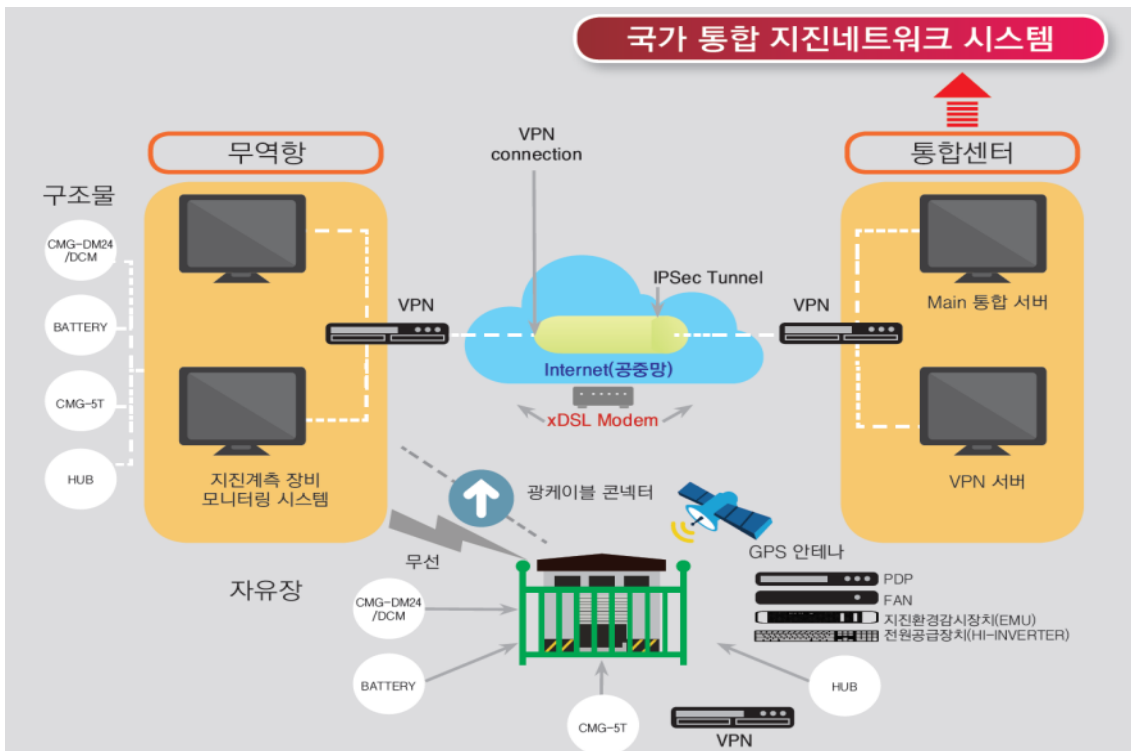 국가 통합 지진네트워크 시스템
무역항
VPN
connection
통합센터
구조물
CMG-DM24
/DCM
BATTERY
CMG-5T
HUB
지진계측 장비
모니터링 시스템
VPN
IPSec Tunnel
Internet(공중망)
xDSL Modem
VPN
Main 통합 서버
VPN 서버
광케이블 콘넥터
무선
GPS 안테나
PDP
FAN
지진환경감시장치(EMU)
전원공급장치(HI-INVERTER)
자유장
CMG-DM24
/DCM
BATTERY
CMG-5T
VPN
HUB